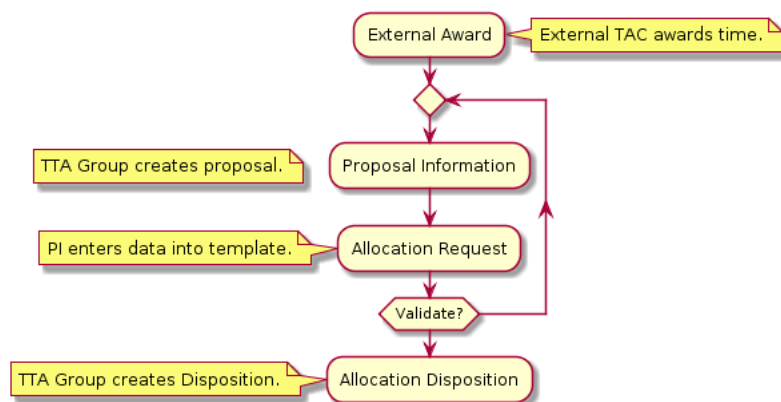 External Award
External TAC awards time.
TTA Group creates proposal.
Proposal Information
PI enters data into template.
Allocation Request
Validate?
TTA Group creates Disposition.
Allocation Disposition